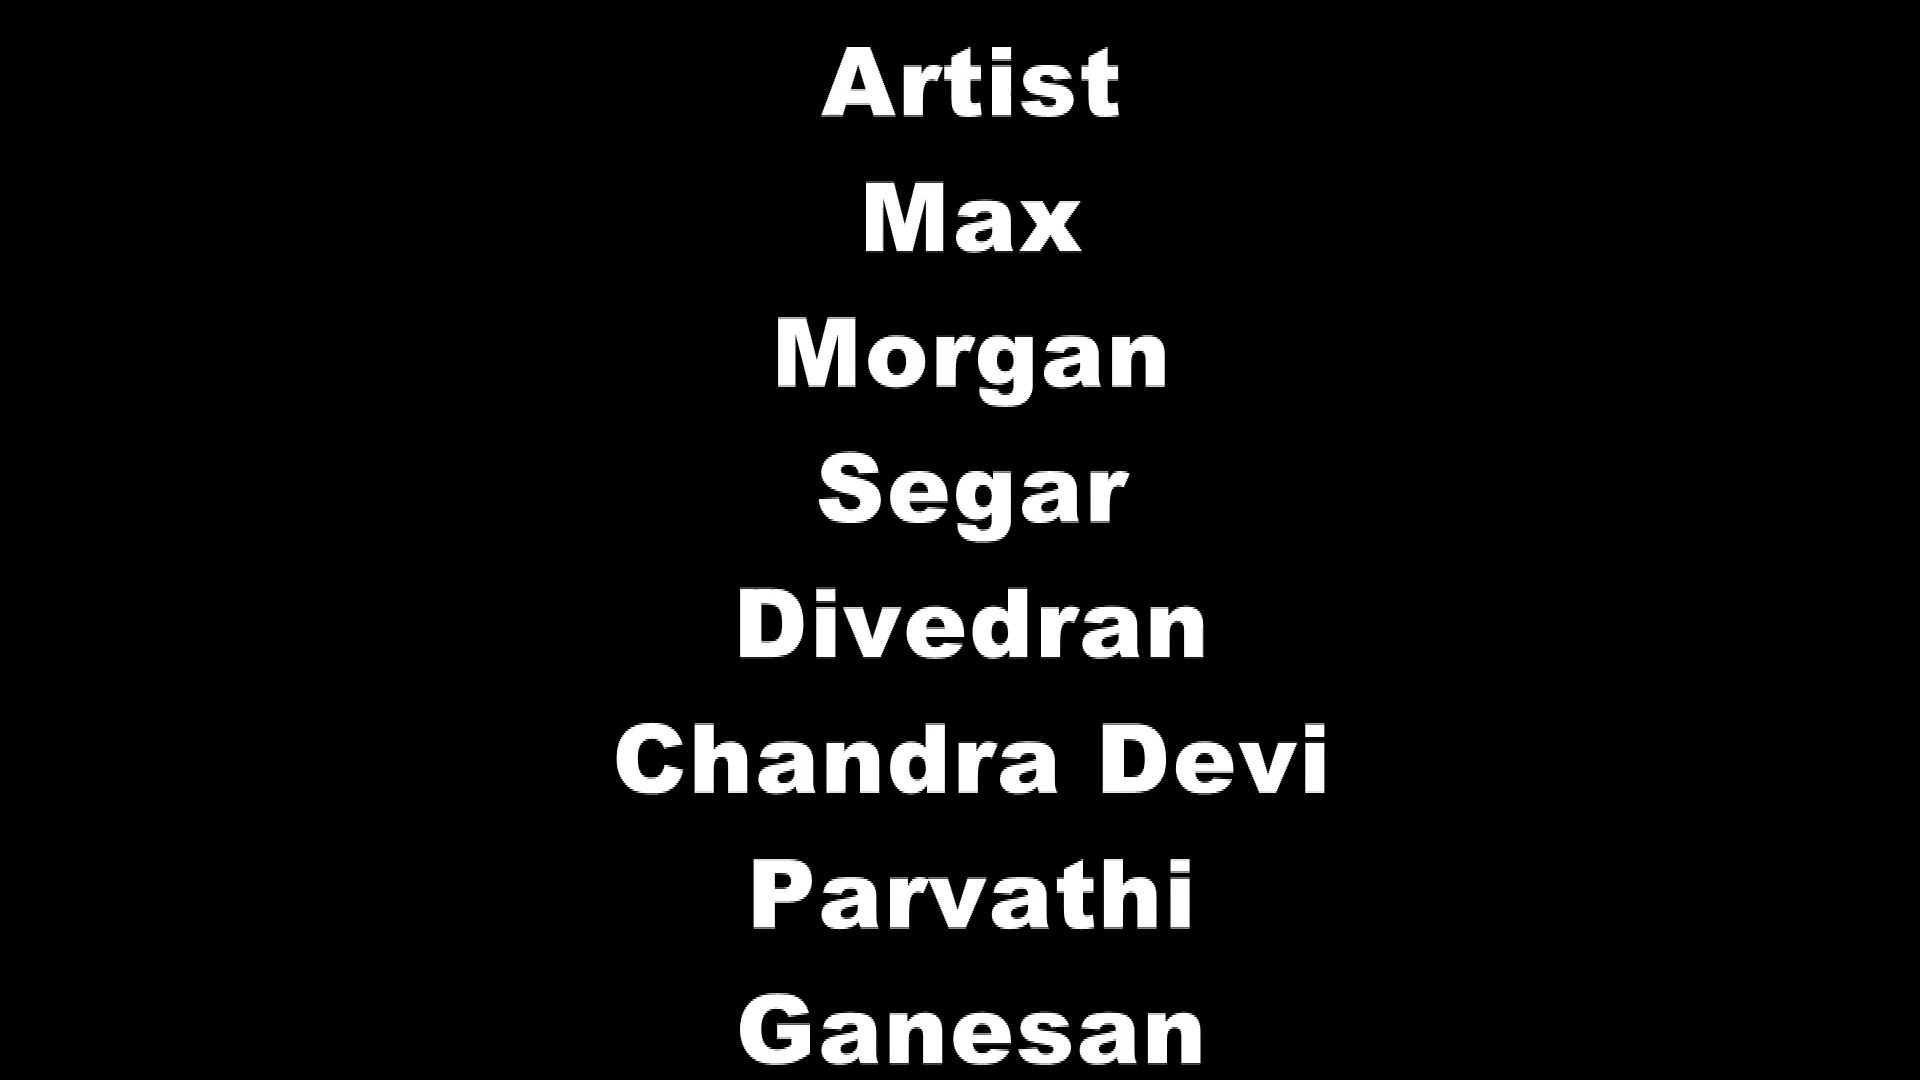 Artist
Max
Morgan
Segar
Divedran
Chandra Devi
Parvathi
Ganesan